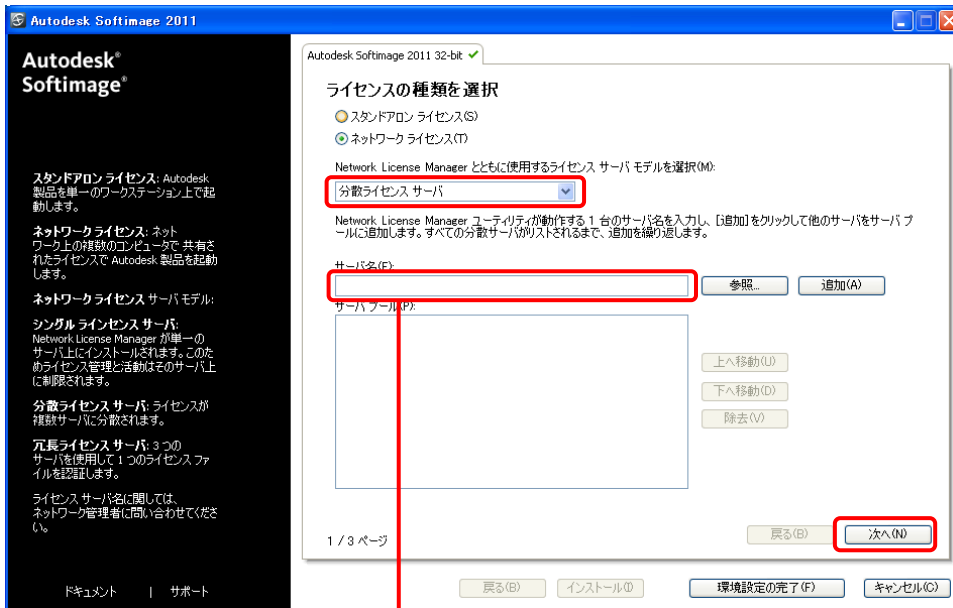 Autodesk Softimage 2011
Autodesk®
Softimage®
スタンドアロン ライセンス: Autodesk
製品を単一のワークステーション上で起
動します。
ネットワーク ライセンス: ネット
ワーク上の複数のコンピュータで 共有さ
れたライセンスで Autodesk 製品を起動
します。
ネットワーク ライセンス サーバ モデル:
シングル ラインセンス サーバ:
Network License Manager が単一の
サーバ上にインストールされます。このた
めライセンス管理と活動はそのサーバ上
に制限されます。
分散ライセンス サーバ: ライセンスが
複数サーバに分散されます。
冗長ライセンス サーバ: 3 つの
サーバを使用して 1 つのライセンス ファ
イルを認証します。
ライセンス サーバ名に関しては、
ネットワーク管理者に問い合わせてくださ
い。
ドキュメント | サポート
Autodesk Softimage 2011 32-bit
ライセンスの種類を選択
スタンドアロン ライセンス(S)
ネットワーク ライセンス(T)
Network License Manager とともに使用するライセンス サーバ モデルを選択(M):
分散ライセンス サーバ
Network License Manager ユーティリティが動作する 1 台のサーバ名を入力し、[追加]をクリックして他のサーバをサーバ プ
ールに追加します。すべての分散サーバがリストされるまで、追加を繰り返します。
サーバ名(E):
参照... 追加(A)
サーバ プール(P):
上へ移動(U)
下へ移動(D)
除去(V)
1 / 3 ページ
戻る(B) 次へ(N)
戻る(B) インストール(I) 環境設定の完了(F) キャンセル(C)